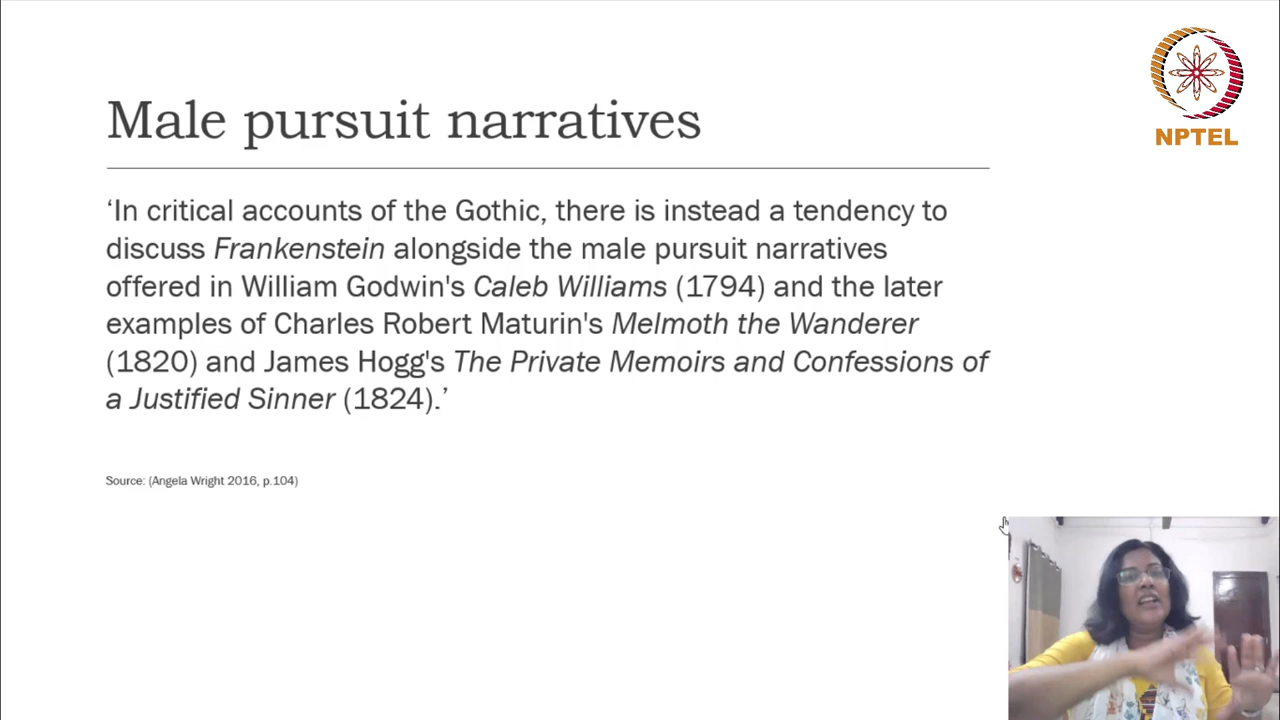 Male pursuit narratives
‘In critical accounts of the Gothic, there is instead a tendency to
discuss Frankenstein alongside the male pursuit narratives
offered in William Godwin's Caleb Williams (1794) and the later
examples of Charles Robert Maturin's Melmoth the Wanderer
(1820) and James Hogg's The Private Memoirs and Confessions of
a Justified Sinner (1824).’
Source: (Angela Wright 2016, p.104)
NPTEL